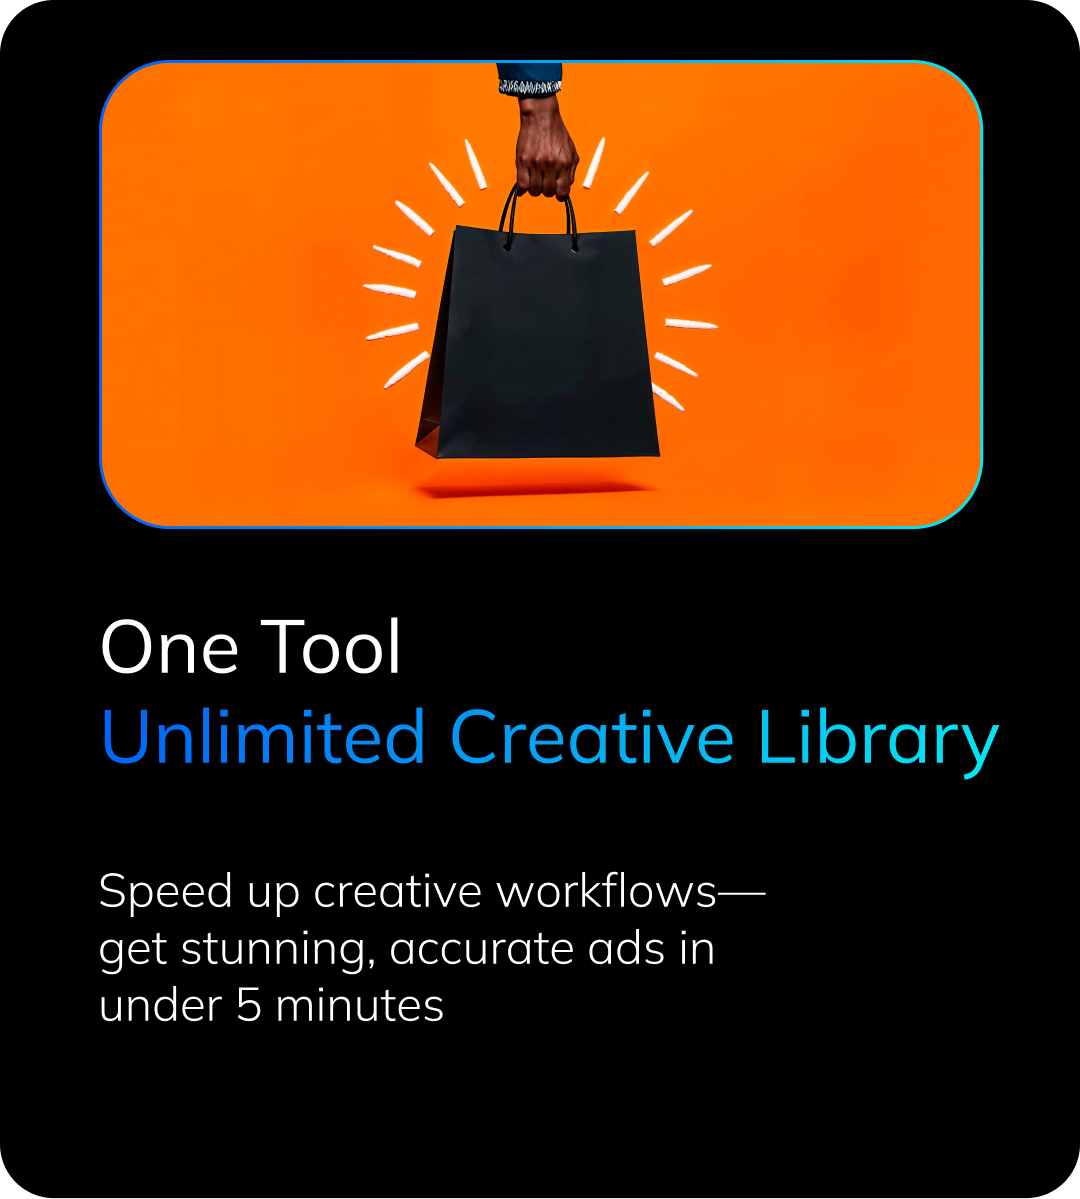 One Tool
Unlimited Creative Library
Speed up creative workflows—
get stunning, accurate ads in
under 5 minutes